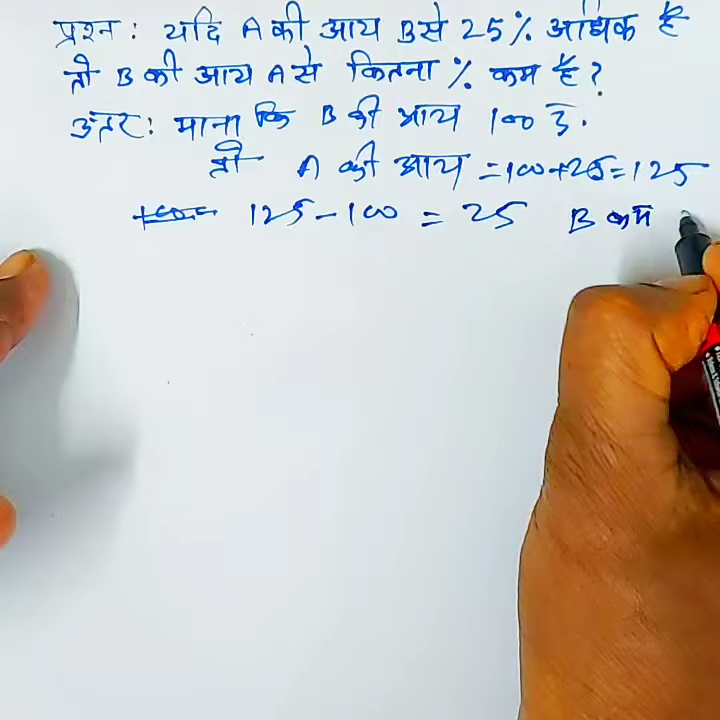 प्रश्न: यदि A की आय B से 25% अधिक है
तो B की आय A से कितना % कम है?
उत्तर: माना कि B की आय 100 रु.
तो A की आय = 100+25=125
125-100 = 25 B कम